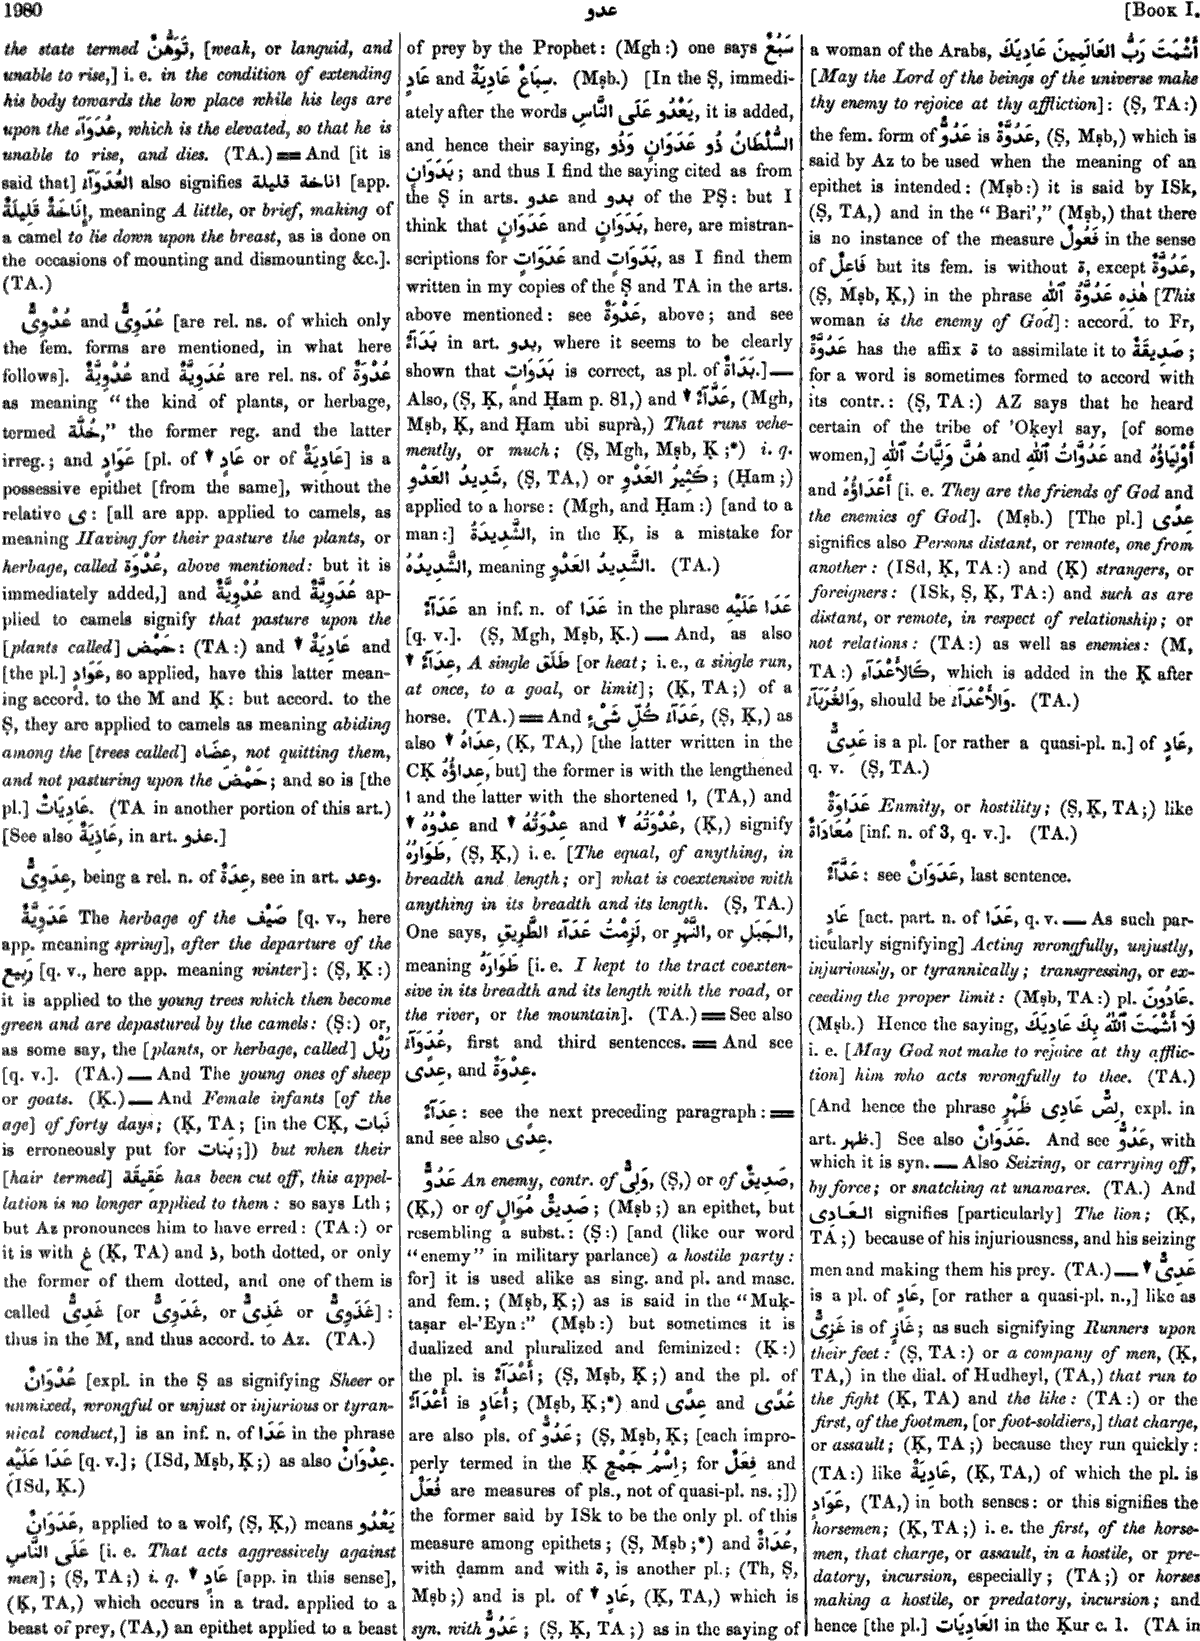 1980
عدو
[Book I.
the state termed تَوَهُّنٌ, [weak, or languid, and
unable to rise,] i. e. in the condition of extending
his body towards the low place while his legs are
upon the عُدَوَآء, which is the elevated, so that he is
unable to rise, and dies. (TA.) == And [it is
said that] العُدَوَآءُ also signifies اناخة قليلة [app.
إِنَاخَةٌ قَلِيلَةٌ, meaning A little, or brief, making of
a camel to lie down upon the breast, as is done on
the occasions of mounting and dismounting &c.].
(TA.)
عُدَوِىٌّ and عُدْوِىٌّ [are rel. ns. of which only
the fem. forms are mentioned, in what here
follows]. عُدَوِيَّةٌ and عُدْوِيَّةٌ are rel. ns. of عُدْوَةٌ
as meaning “the kind of plants, or herbage,
termed خُلَّة,” the former reg. and the latter
irreg.; and عَوَادٍ [pl. of ↓ عَادٍ or of عَادِيَةٌ] is a
possessive epithet [from the same], without the
relative ى: [all are app. applied to camels, as
meaning Having for their pasture the plants, or
herbage, called عُدْوَة, above mentioned: but it is
immediately added,] and عُدْوِيَّةٌ and عُدَوِيَّةٌ ap-
plied to camels signify that pasture upon the
[plants called] حَمْض: (TA:) and ↓ عَادِيَةٌ and
[the pl.] عَوَادٍ, so applied, have this latter mean-
ing accord. to the M and Ḳ: but accord. to the
Ṣ, they are applied to camels as meaning abiding
among the [trees called] عِضَاه, not quitting them,
and not pasturing upon the حَمْض; and so is [the
pl.] عَادِيَاتٌ. (TA in another portion of this art.)
[See also عَاذِيَةٌ, in art. عذو.]
عِدَوِىٌّ, being a rel. n. of عِدَةٌ, see in art. وعد.
عَدَوِيَّةٌ The herbage of the صَيْف [q. v., here
app. meaning spring], after the departure of the
رَبِيع [q. v., here app. meaning winter]: (Ṣ, Ḳ:)
it is applied to the young trees which then become
green and are depastured by the camels: (Ṣ:) or,
as some say, the [plants, or herbage, called] رَبْل
[q. v.]. (TA.) — And The young ones of sheep
or goats. (Ḳ.) — And Female infants [of the
age] of forty days; (Ḳ, TA; [in the CḲ, نَبَات
is erroneously put for بَنَات;]) but when their
[hair termed] عَقِيقَة has been cut off, this appel-
lation is no longer applied to them: so says Lth;
but Az pronounces him to have erred: (TA:) or
it is with غ (Ḳ, TA) and ذ, both dotted, or only
the former of them dotted, and one of them is
called غَدِىٌّ [or غَدَوِىٌّ, or غَذِىٌّ or غَذَوِىٌّ]:
thus in the M, and thus accord. to Az. (TA.)
عُدْوَانٌ [expl. in the Ṣ as signifying Sheer or
unmixed, wrongful or unjust or injurious or tyran-
nical conduct,] is an inf. n. of عَدَا in the phrase
عَدَا عَلَيْهِ [q. v.]; (ISd, Mṣb, Ḳ;) as also عِدْوَانٌ.
(ISd, Ḳ.)
عَدَوَانٌ, applied to a wolf, (Ṣ, Ḳ,) means يَعْدُو
عَلَى النَّاسِ [i. e. That acts aggressively against
men]; (Ṣ, TA;) i. q. ↓ عَادٍ [app. in this sense],
(Ḳ, TA,) which occurs in a trad. applied to a
beast of prey, (TA,) an epithet applied to a beast
of prey by the Prophet: (Mgh:) one says سَبُعٌ
عَادٍ and سِبَاعٌ عَادِيَةٌ. (Mṣb.) [In the Ṣ, immedi-
ately after the words يَعْدُو عَلَى النَّاسِ, it is added,
and hence their saying, السُّلْطَانُ ذُو عَدَوَانٍ وَذُو
بَدَوَانٍ; and thus I find the saying cited as from
the Ṣ in arts. عدو and بدو of the PṢ: but I
think that عَدَوَانٍ and بَدَوَانٍ, here, are mistran-
scriptions for عَدَوَاتٍ and بَدَوَاتٍ, as I find them
written in my copies of the Ṣ and TA in the arts.
above mentioned: see عَدْوَةٌ, above; and see
بَدَآءٌ in art. بدو, where it seems to be clearly
shown that بَدَوَاتٍ is correct, as pl. of بَدَاةٌ.] —
Also, (Ṣ, Ḳ, and Ḥam p. 81,) and ↓ عَدَّآءٌ, (Mgh,
Mṣb, Ḳ, and Ḥam ubi suprà,) That runs vehe-
mently, or much; (Ṣ, Mgh, Mṣb, Ḳ;*) i. q.
شَدِيدُ العَدْوِ, (Ṣ, TA,) or كَثِيرُ العَدْوِ; (Ḥam;)
applied to a horse: (Mgh, and Ḥam:) [and to a
man:] الشَّدِيدَةُ, in the Ḳ, is a mistake for
الشَّدِيدُهُ, meaning الشَّدِيدُ العَدْوِ. (TA.)
عَدَآءٌ an inf. n. of عَدَا in the phrase عَدَا عَلَيْهِ
[q. v.]. (Ṣ, Mgh, Mṣb, Ḳ.) — And, as also
↓ عِدَآءٌ, A single طَلَق [or heat; i. e., a single run,
at once, to a goal, or limit]; (Ḳ, TA;) of a
horse. (TA.) == And عَدَآءُ كُلِّ شَىْءٍ, (Ṣ, Ḳ,) as
also ↓ عِدَاهُ, (Ḳ, TA,) [the latter written in the
CḲ عِداؤُهُ, but] the former is with the lengthened
ا and the latter with the shortened ا, (TA,) and
↓ عِدْوُهُ and ↓ عِدْوَتُهُ and ↓ عُدْوَتُهُ, (Ḳ,) signify
طَوَارُهُ, (Ṣ, Ḳ,) i. e. [The equal, of anything, in
breadth and length; or] what is coextensive with
anything in its breadth and its length. (Ṣ, TA.)
One says, لَزِمْتُ عَدَآءَ الطَّرِيقِ, or النَّهْرِ, or الجَبَلِ,
meaning طَوَارَهُ [i. e. I kept to the tract coexten-
sive in its breadth and its length with the road, or
the river, or the mountain]. (TA.) == See also
عُدَوَآءُ, first and third sentences. == And see
عِدًى, and عِدْوَةٌ.
عِدَآءٌ: see the next preceding paragraph: ==
and see also عِدًى.
عَدُوٌّ An enemy, contr. of وَلِىٌّ, (Ṣ,) or of صَدِيقٌ,
(Ḳ,) or of صَدِيقٌ مُوَالٍ; (Mṣb;) an epithet, but
resembling a subst.: (Ṣ:) [and (like our word
“enemy” in military parlance) a hostile party:
for] it is used alike as sing. and pl. and masc.
and fem.; (Mṣb, Ḳ;) as is said in the “Muḳ-
taṣar el-’Eyn:” (Mṣb:) but sometimes it is
dualized and pluralized and feminized: (Ḳ:)
the pl. is أَعْدَآءٌ; (Ṣ, Mṣb, Ḳ;) and the pl. of
أَعْدَآءٌ is أَعَادٍ; (Mṣb, Ḳ;*) and عِدًى and عُدًى
are also pls. of عَدُوٌّ; (Ṣ, Mṣb, Ḳ; [each impro-
perly termed in the Ḳ اِسْمُ جَمْعٍ; for فِعَلٌ and
فُعَلٌ are measures of pls., not of quasi-pl. ns.;])
the former said by ISk to be the only pl. of this
measure among epithets; (Ṣ, Mṣb;*) and عُدَاةٌ,
with ḍamm and with ة, is another pl.; (Th, Ṣ,
Mṣb;) and is pl. of ↓ عَادٍ, (Ḳ, TA,) which is
syn. with عَدُوٌّ; (Ṣ, Ḳ, TA;) as in the saying of
a woman of the Arabs, أَشْمَتَ رَبُّ العَالَمِينَ عَادِيَكَ
[May the Lord of the beings of the universe make
thy enemy to rejoice at thy affliction]: (Ṣ, TA:)
the fem. form of عَدُوٌّ is عَدُوَّةٌ, (Ṣ, Mṣb,) which is
said by Az to be used when the meaning of an
epithet is intended: (Mṣb:) it is said by ISk,
(Ṣ, TA,) and in the “Bari’,” (Mṣb,) that there
is no instance of the measure فَعُولٌ in the sense
of فَاعِلٌ but its fem. is without ة, except عَدُوَّةٌ,
(Ṣ, Mṣb, Ḳ,) in the phrase هٰذِهِ عَدُوَّةُ ٱللّٰهِ [This
woman is the enemy of God]: accord. to Fr,
عَدُوَّةٌ has the affix ة to assimilate it to صَدِيقَةٌ;
for a word is sometimes formed to accord with
its contr.: (Ṣ, TA:) AZ says that he heard
certain of the tribe of ’Oḳeyl say, [of some
women,] هُنَّ وَلِيَّاتُ ٱللّٰهِ and عَدُوَّاتُ ٱللّٰهِ and أَوْلِيَاؤُهُ
and أَعْدَاؤُهُ [i. e. They are the friends of God and
the enemies of God]. (Mṣb.) [The pl.] عِدًى
signifies also Persons distant, or remote, one from
another: (ISd, Ḳ, TA:) and (Ḳ) strangers, or
foreigners: (ISk, Ṣ, Ḳ, TA:) and such as are
distant, or remote, in respect of relationship; or
not relations: (TA:) as well as enemies: (M,
TA:) كَالأَعْدَآءِ, which is added in the Ḳ after
وَالغُرَبَآءُ, should be وَالأَعْدَآءُ. (TA.)
عَدِىٌّ is a pl. [or rather a quasi-pl. n.] of عَادٍ,
q. v. (Ṣ, TA.)
عَدَاوَةٌ Enmity, or hostility; (Ṣ, Ḳ, TA;) like
مُعَادَاةٌ [inf. n. of 3, q. v.]. (TA.)
عَدَّآءٌ: see عَدَوَانٌ, last sentence.
عَادٍ [act. part. n. of عَدَا, q. v. — As such par-
ticularly signifying] Acting wrongfully, unjustly,
injuriously, or tyrannically; transgressing, or ex-
ceeding the proper limit: (Mṣb, TA:) pl. عَادُونَ.
(Mṣb.) Hence the saying, لَا أَشْمَتَ ٱللّٰهُ بِكَ عَادِيَكَ
i. e. [May God not make to rejoice at thy afflic-
tion] him who acts wrongfully to thee. (TA.)
[And hence the phrase لِصٌّ عَادِى ظَهْرٍ, expl. in
art. ظهر.] See also عَدَوَانٌ. And see عَدُوٌّ, with
which it is syn. — Also Seizing, or carrying off,
by force; or snatching at unawares. (TA.) And
العَادِى signifies [particularly] The lion; (Ḳ,
TA;) because of his injuriousness, and his seizing
men and making them his prey. (TA.) — ↓ عَدِىٌّ
is a pl. of عَادٍ, [or rather a quasi-pl. n.,] like as
غَزِىٌّ is of غَازٍ; as such signifying Runners upon
their feet: (Ṣ, TA:) or a company of men, (Ḳ,
TA,) in the dial. of Hudheyl, (TA,) that run to
the fight (Ḳ, TA) and the like: (TA:) or the
first, of the footmen, [or foot-soldiers,] that charge,
or assault; (Ḳ, TA;) because they run quickly:
(TA:) like عَادِيَةٌ, (Ḳ, TA,) of which the pl. is
عَوَادٍ, (TA,) in both senses: or this signifies the
horsemen; (Ḳ, TA;) i. e. the first, of the horse-
men, that charge, or assault, in a hostile, or pre-
datory, incursion, especially; (TA;) or horses
making a hostile, or predatory, incursion; and
hence [the pl.] العَادِيَات in the Ḳur c. 1. (TA in